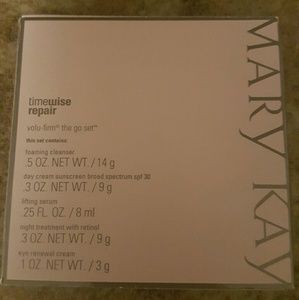 timewise
repair
volu-firm® the go set™
this set contains:
foaming cleanser
.5 OZ. NET WT. / 14 g
day cream sunscreen broad spectrum spf 30
.3 OZ. NET WT. / 9 g
lifting serum
.25 FL. OZ. / 8 ml
night treatment with retinol
.3 OZ. NET WT. / 9 g
eye renewal cream
.1 OZ. NET WT. / 3 g
MARY KAY